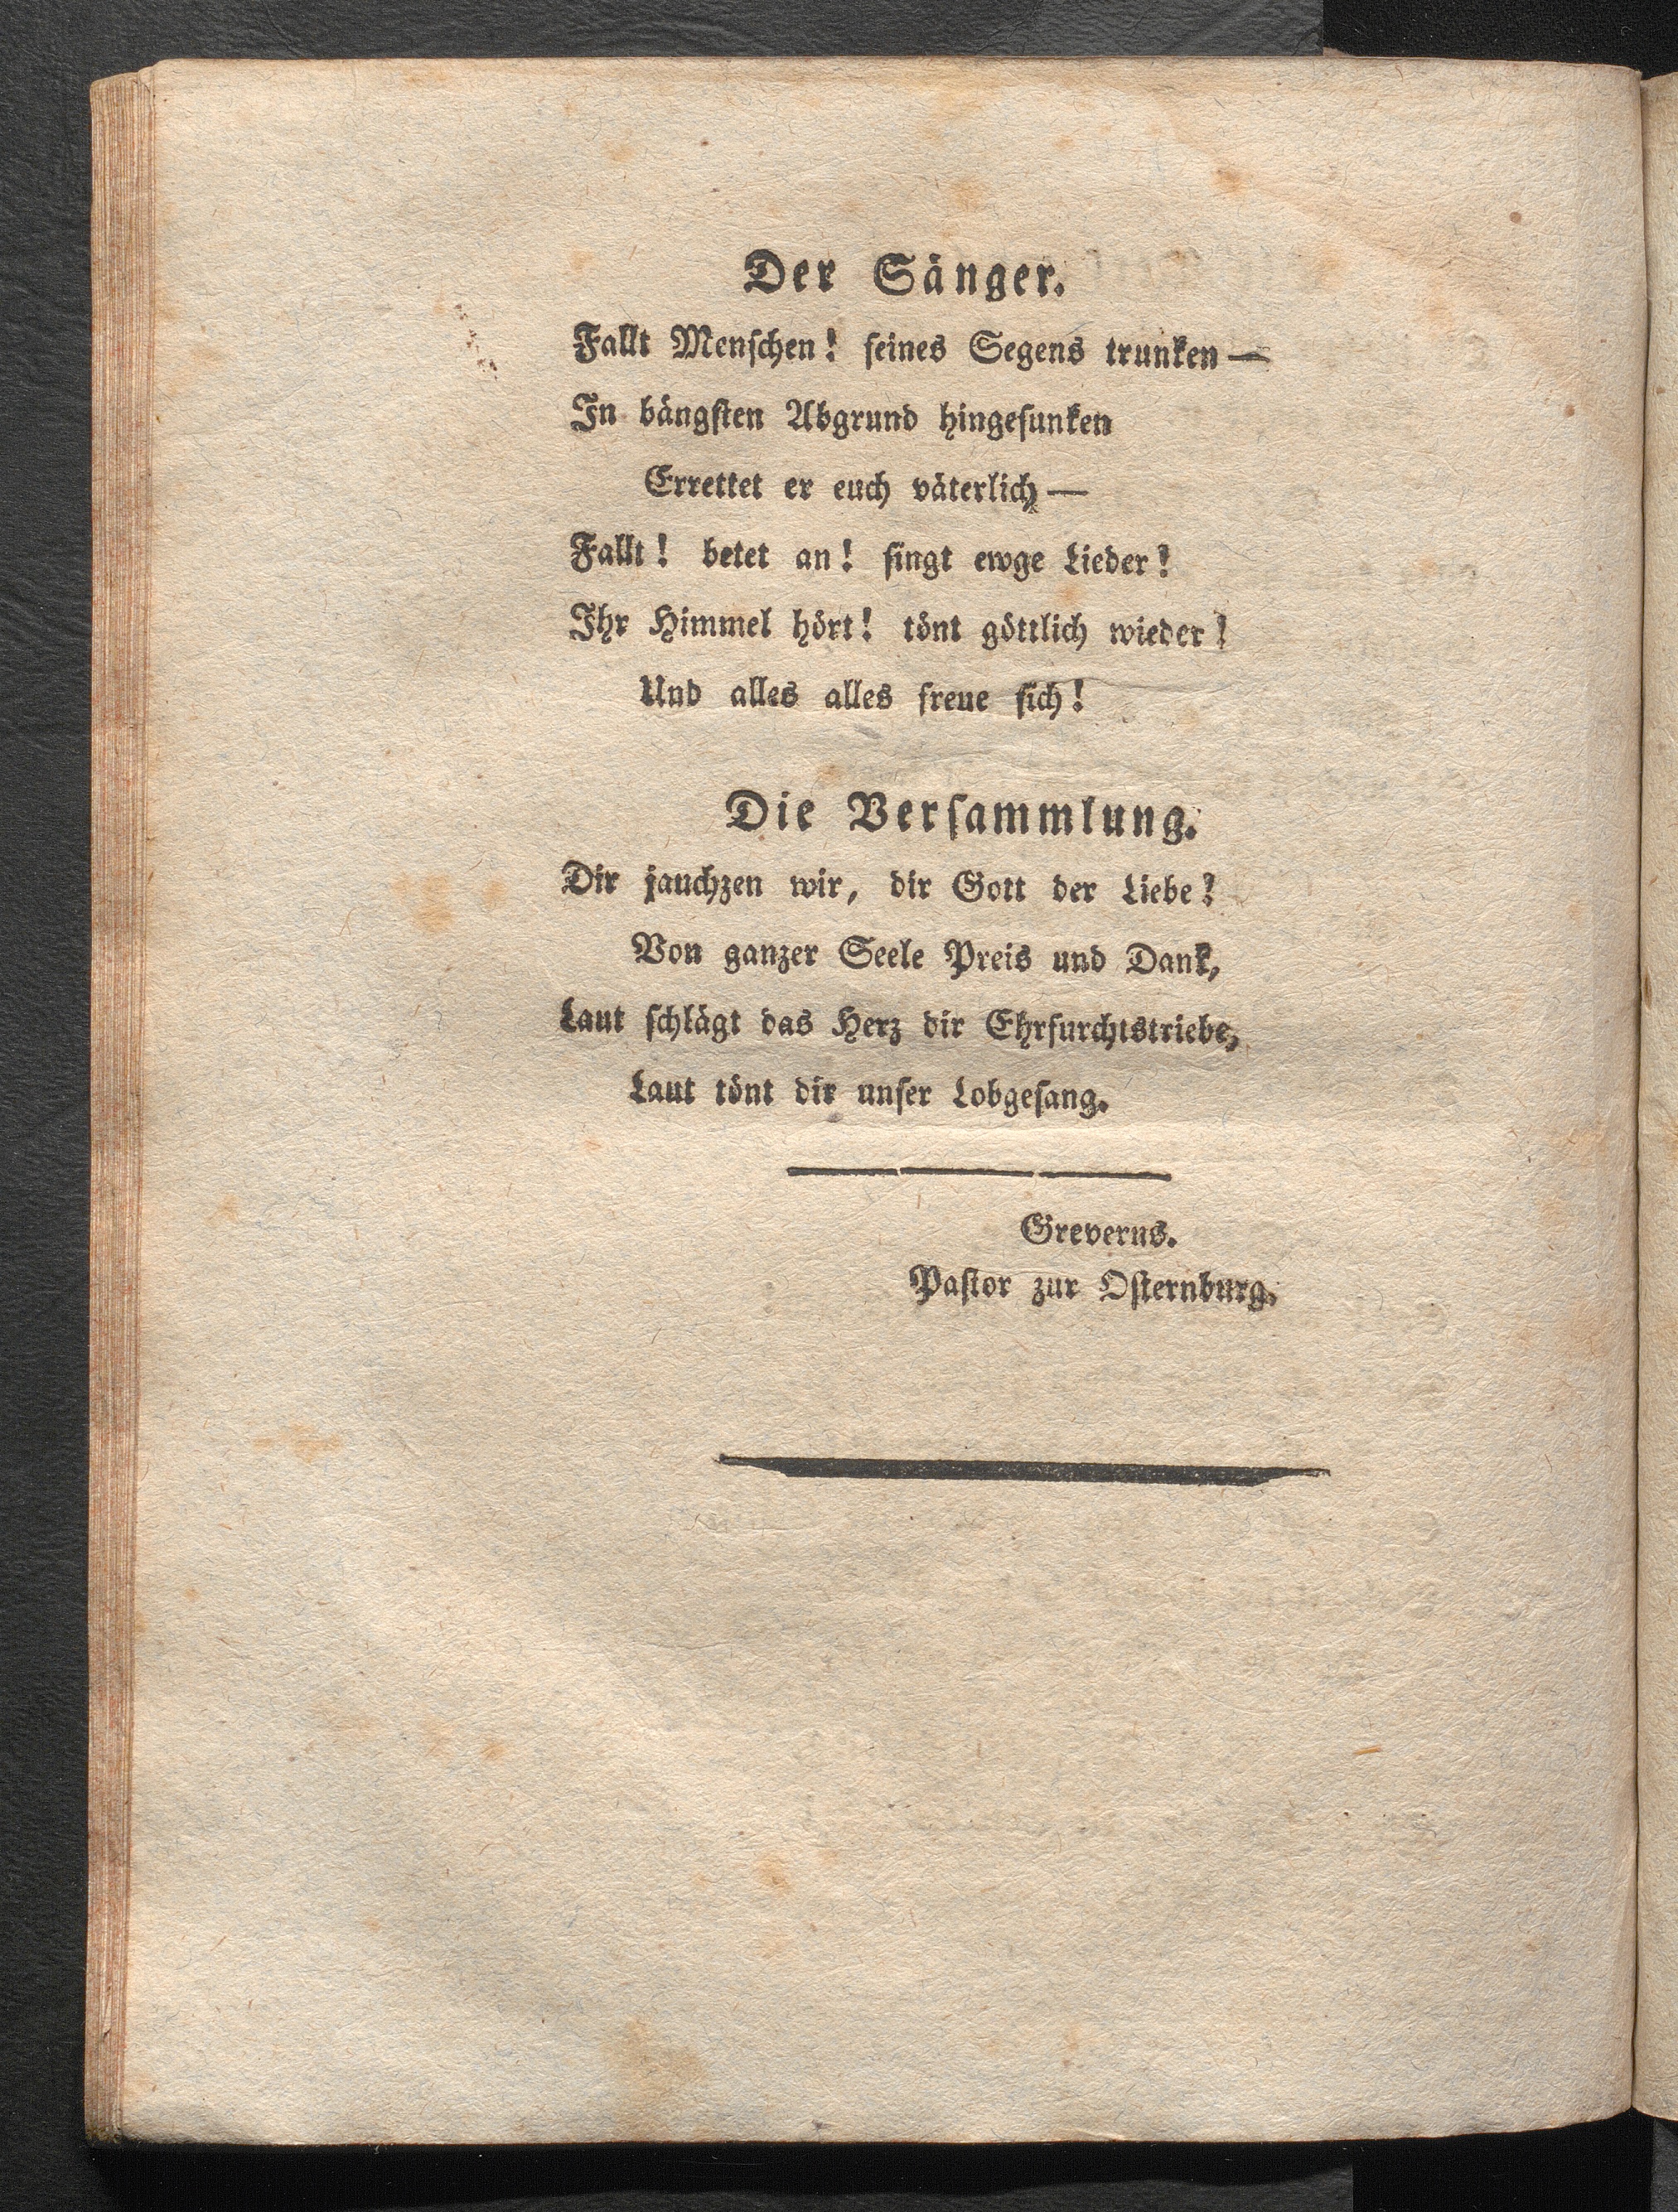 Der Sänger.
Fallt Menſchen! ſeines Segens trunken—
In bängſten Abgrund hingeſunken
Errettet er euch väterlich—
Fallt! betet an! ſingt ewge Lieder!
Ihr Himmel hört! tönt göttlich wieder!
Und alles alles freue ſich!
Die Verſammlung.
Dir jauchzen wir, dir Gott der Liebe!
Von ganzer Seele Preis und Dank,
Laut ſchlägt das Herz dir Ehrfurchtstriebe,
Laut tönt dir unſer Lobgeſang.
Greverus.
Paſtor zur Oſternburg.